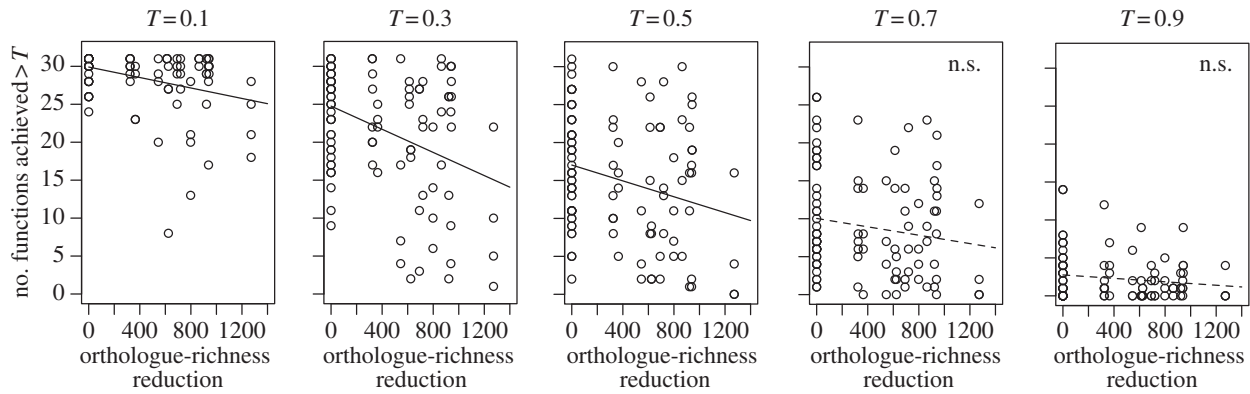 T=0.1
T=0.3
T=0.5
T=0.7
T=0.9
no. functions achieved>T
30
25
20
15
10
5
0
n.s.
n.s.
0 400 800 1200
0 400 800 1200
0 400 800 1200
0 400 800 1200
0 400 800 1200
orthologue-richness
reduction
orthologue-richness
reduction
orthologue-richness
reduction
orthologue-richness
reduction
orthologue-richness
reduction